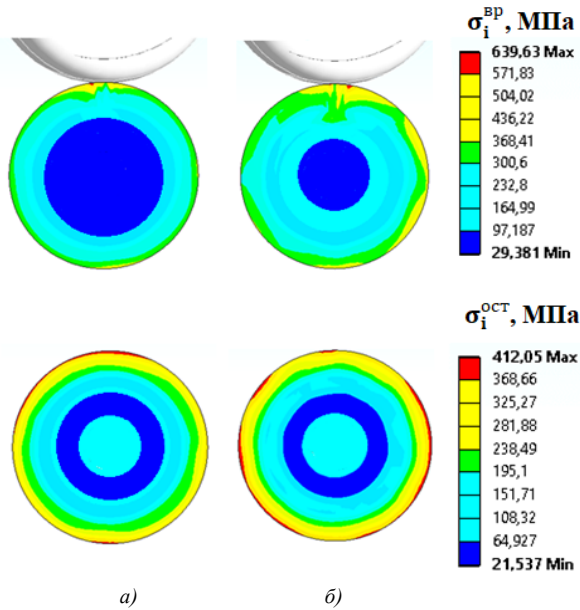 σᵢᵇᵖ, МПа
639,63 Max
571,83
504,02
436,22
368,41
300,6
232,8
164,99
97,187
29,381 Min
σᵢᵒᶜᵀ, МПа
412,05 Max
368,66
325,27
281,88
238,49
195,1
151,71
108,32
64,927
21,537 Min
а) б)